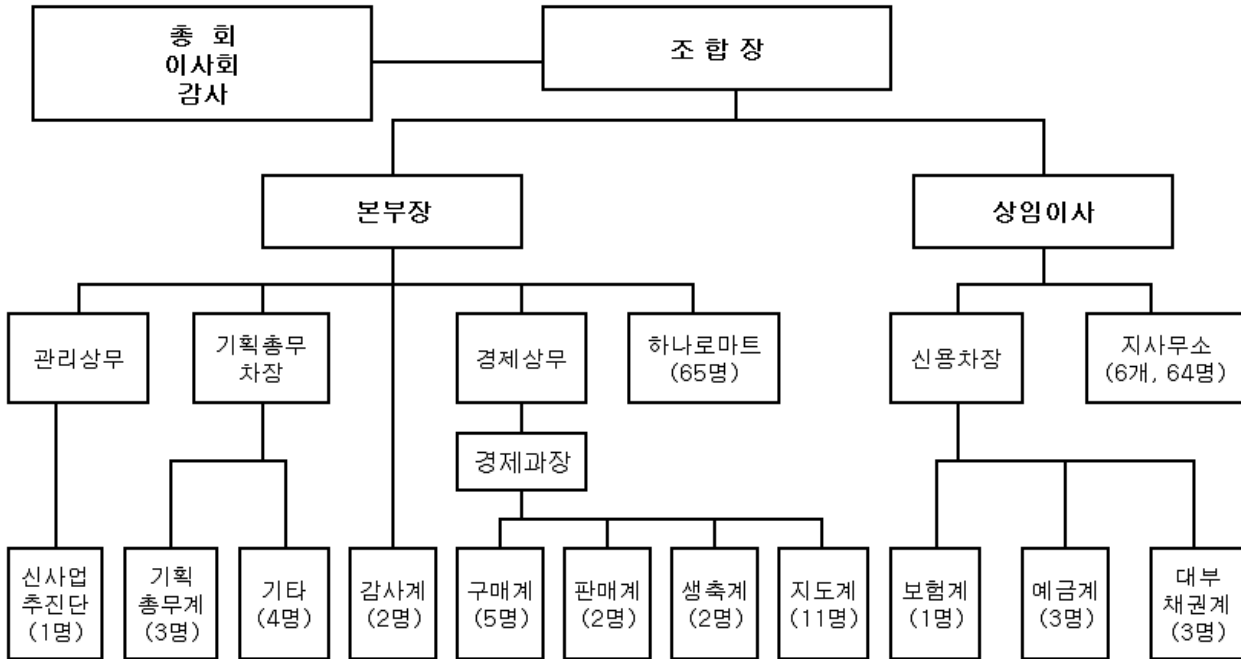 총 회
이사회
감사
조 합 장
본부장
상임이사
관리상무
기획총무
차장
경제상무
하나로마트
(65명)
신용차장
지사무소
(6개, 64명)
경제과장
신사업
추진단
(1명)
기획
총무계
(3명)
기타
(4명)
감사계
(2명)
구매계
(5명)
판매계
(2명)
생축계
(2명)
지도계
(11명)
보험계
(1명)
예금계
(3명)
대부
채권계
(3명)